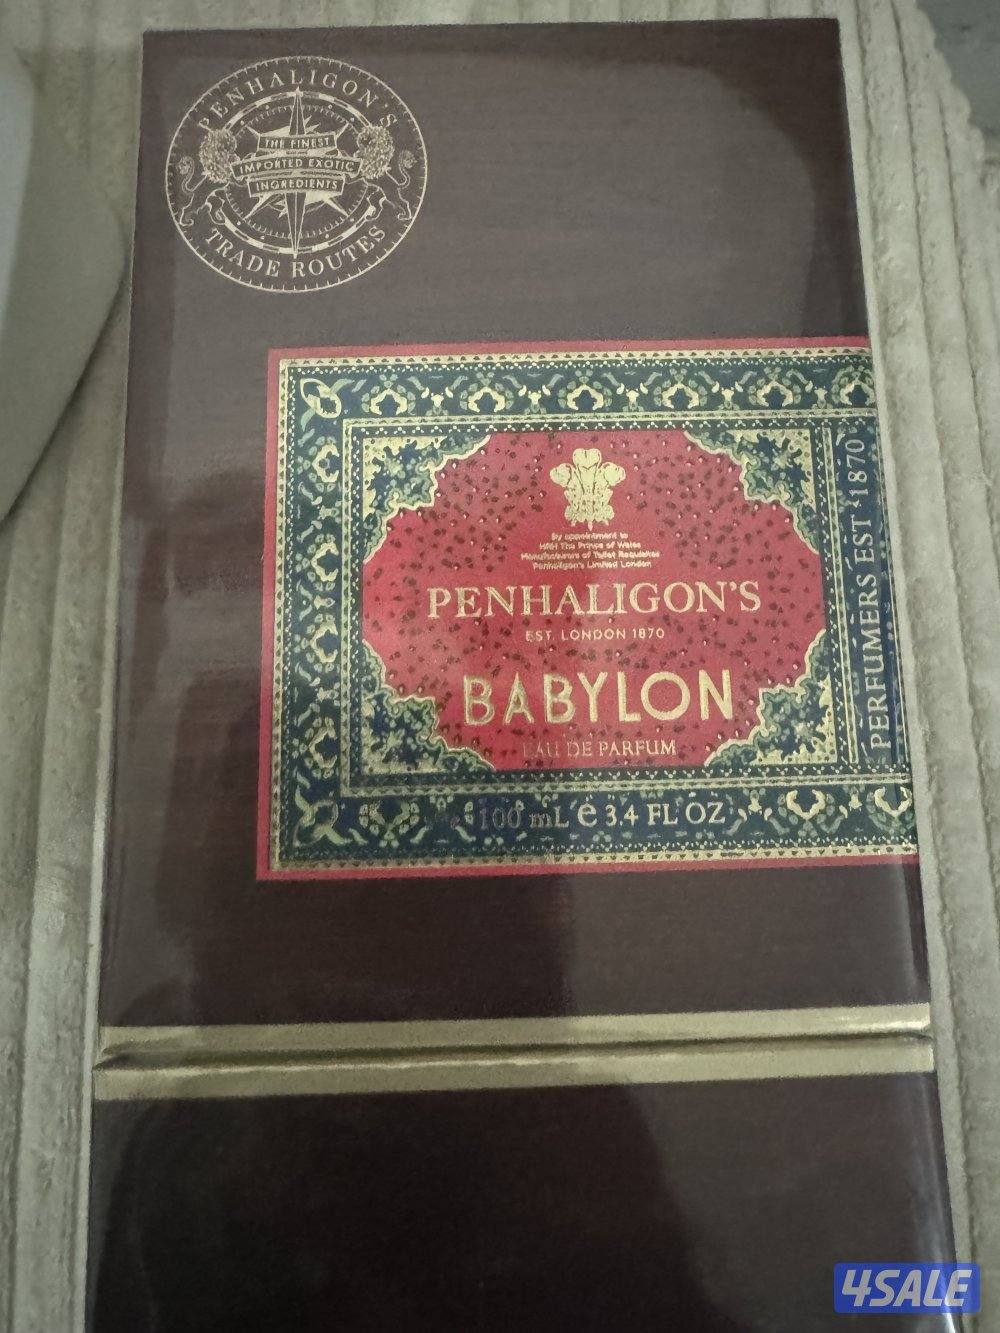 PENHALIGON'S
THE FINEST
IMPORTED EXOTIC
INGREDIENTS
TRADE ROUTES
By appointment to
HRH The Prince of Wales
Manufacturers of Toilet Requisites
Penhaligon's Limited London
PENHALIGON'S
EST. LONDON 1870
BABYLON
EAU DE PARFUM
100 mL e 3.4 FL OZ
PERFUMERS EST 1870
4SALE